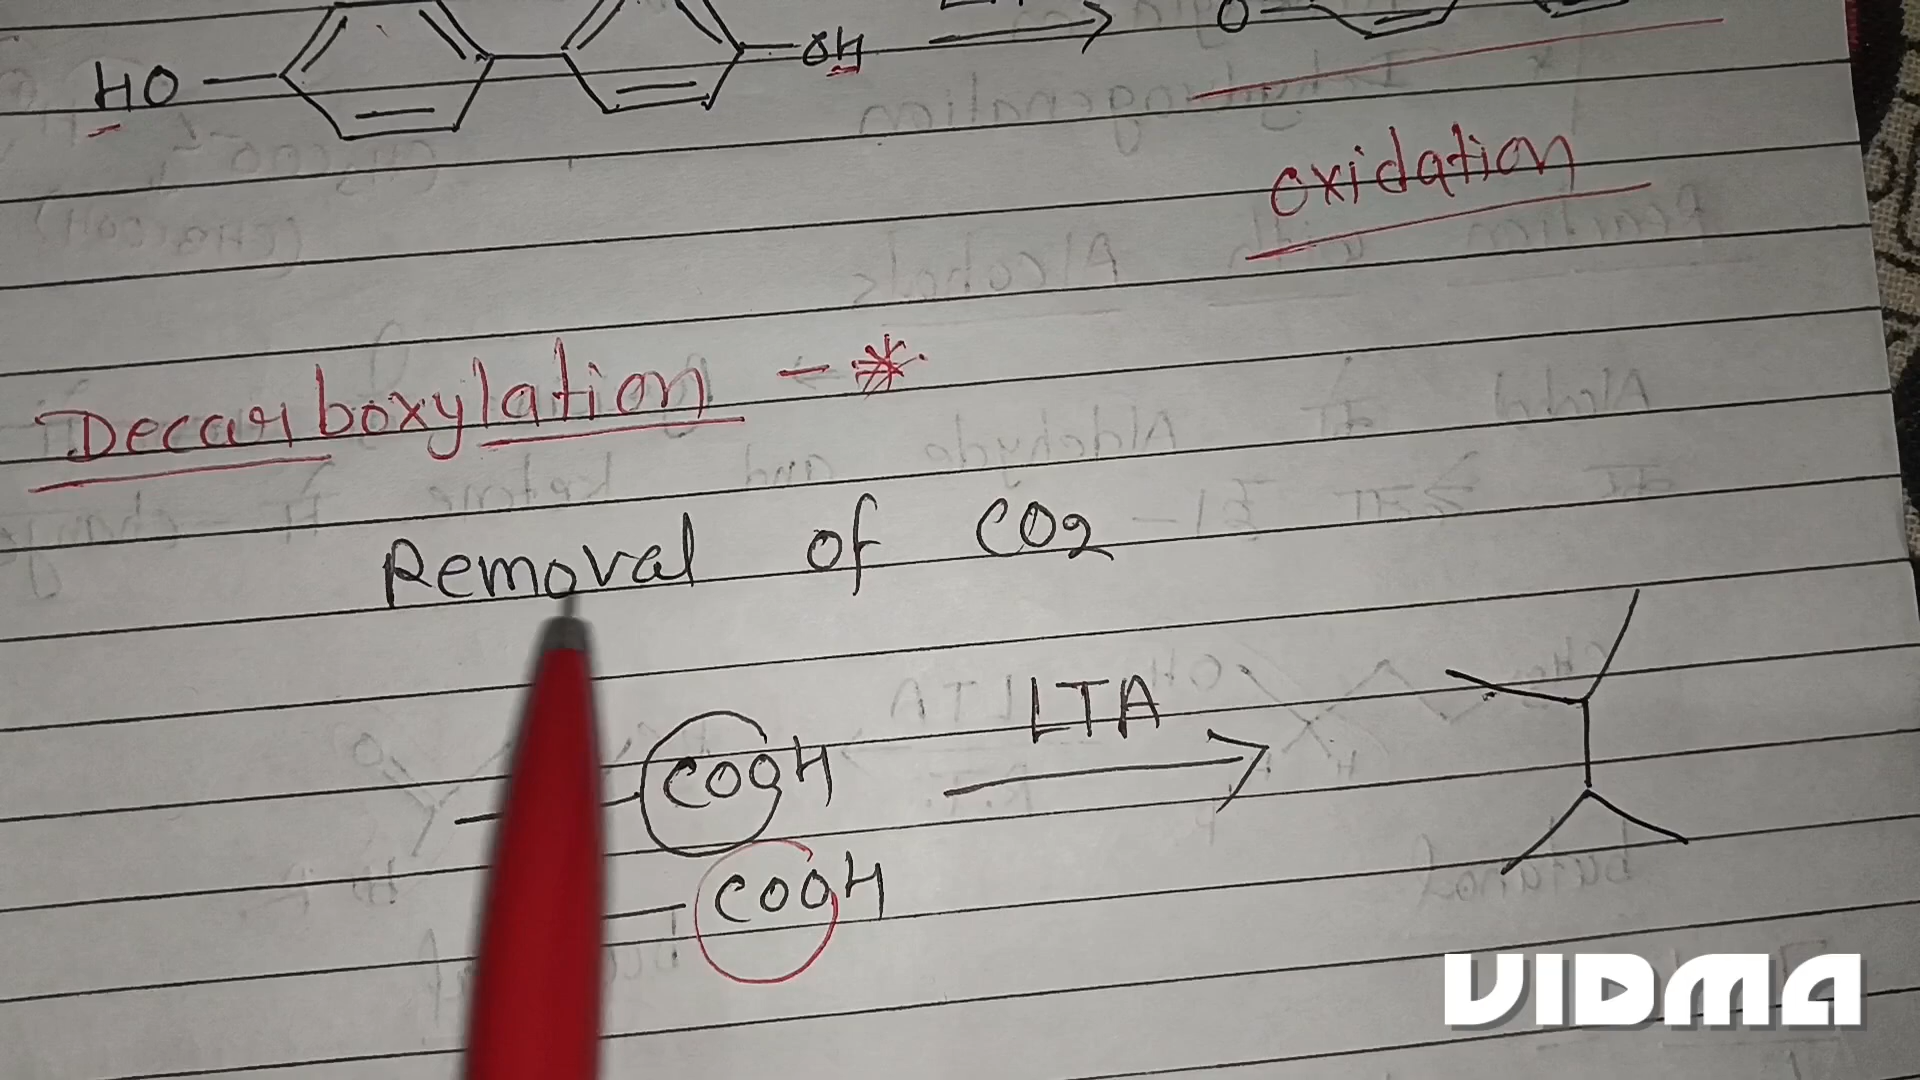 HO OH O
oxidation
Decarboxylation - *
Removal of CO2
COOH LTA
COOH
VIDMA